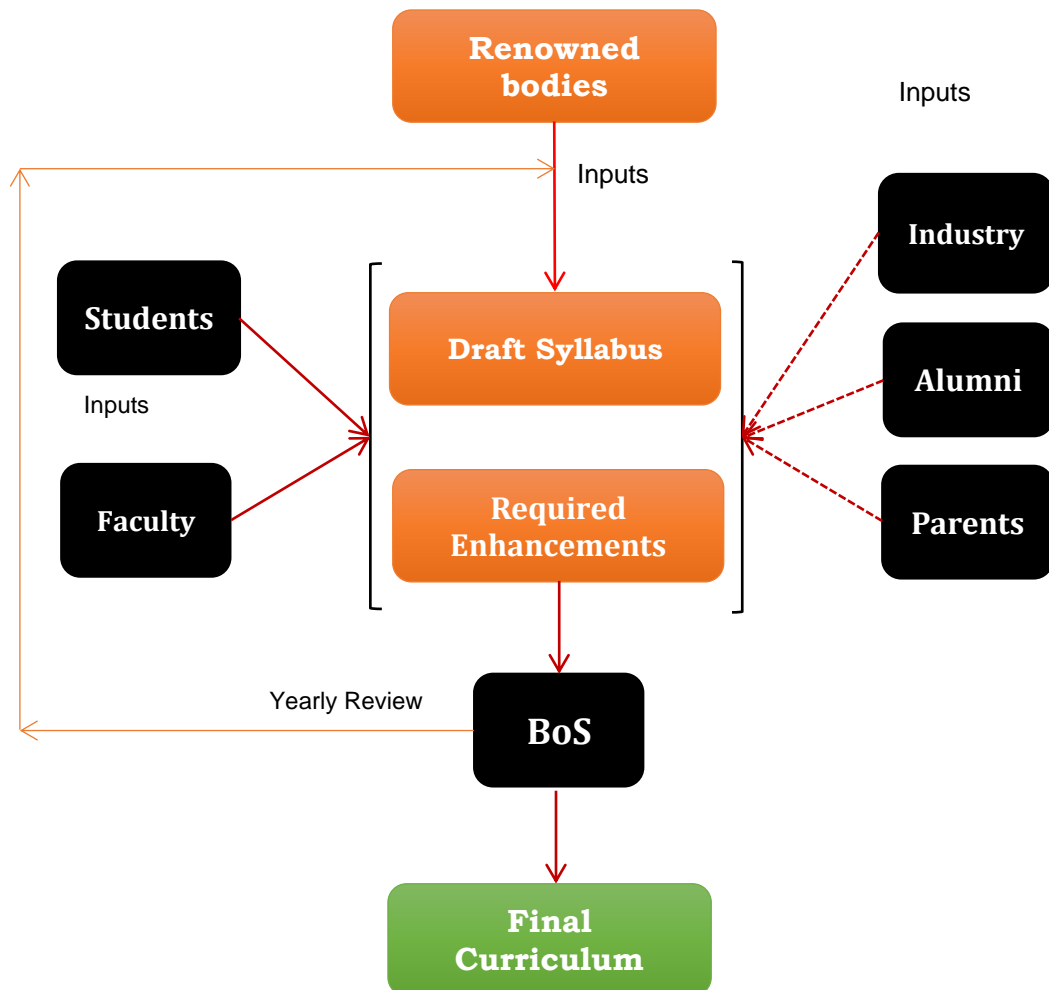 Renowned
bodies
Inputs
Inputs
Industry
Students
Draft Syllabus
Alumni
Inputs
Faculty
Required
Enhancements
Parents
Yearly Review
BoS
Final
Curriculum